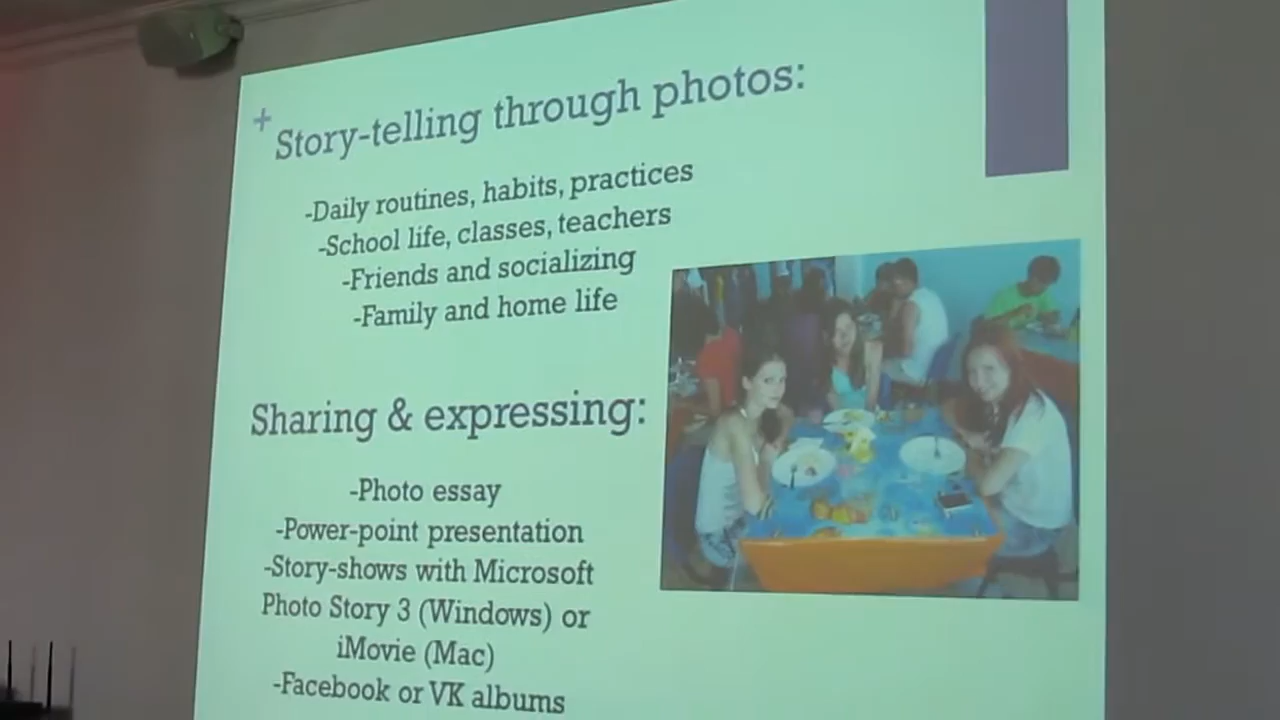 +
Story-telling through photos:
-Daily routines, habits, practices
-School life, classes, teachers
-Friends and socializing
-Family and home life
Sharing & expressing:
-Photo essay
-Power-point presentation
-Story-shows with Microsoft
Photo Story 3 (Windows) or
iMovie (Mac)
-Facebook or VK albums